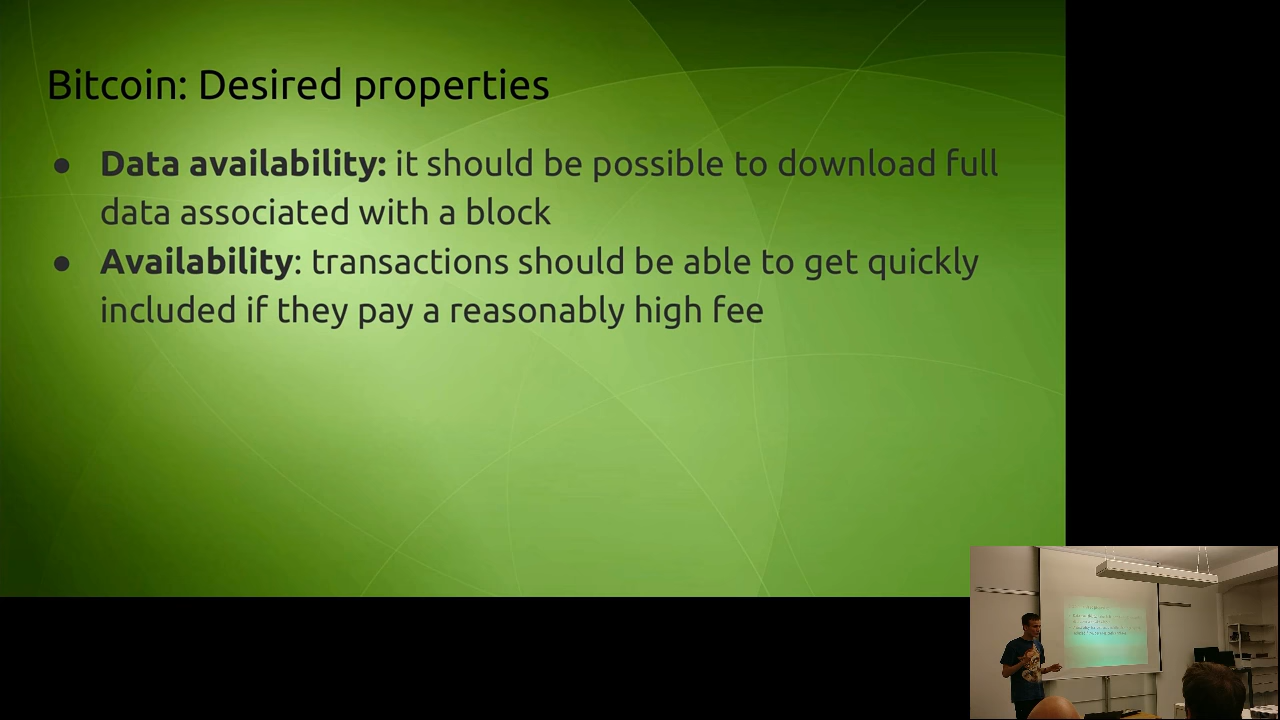 Bitcoin: Desired properties
● Data availability: it should be possible to download full
data associated with a block
● Availability: transactions should be able to get quickly
included if they pay a reasonably high fee